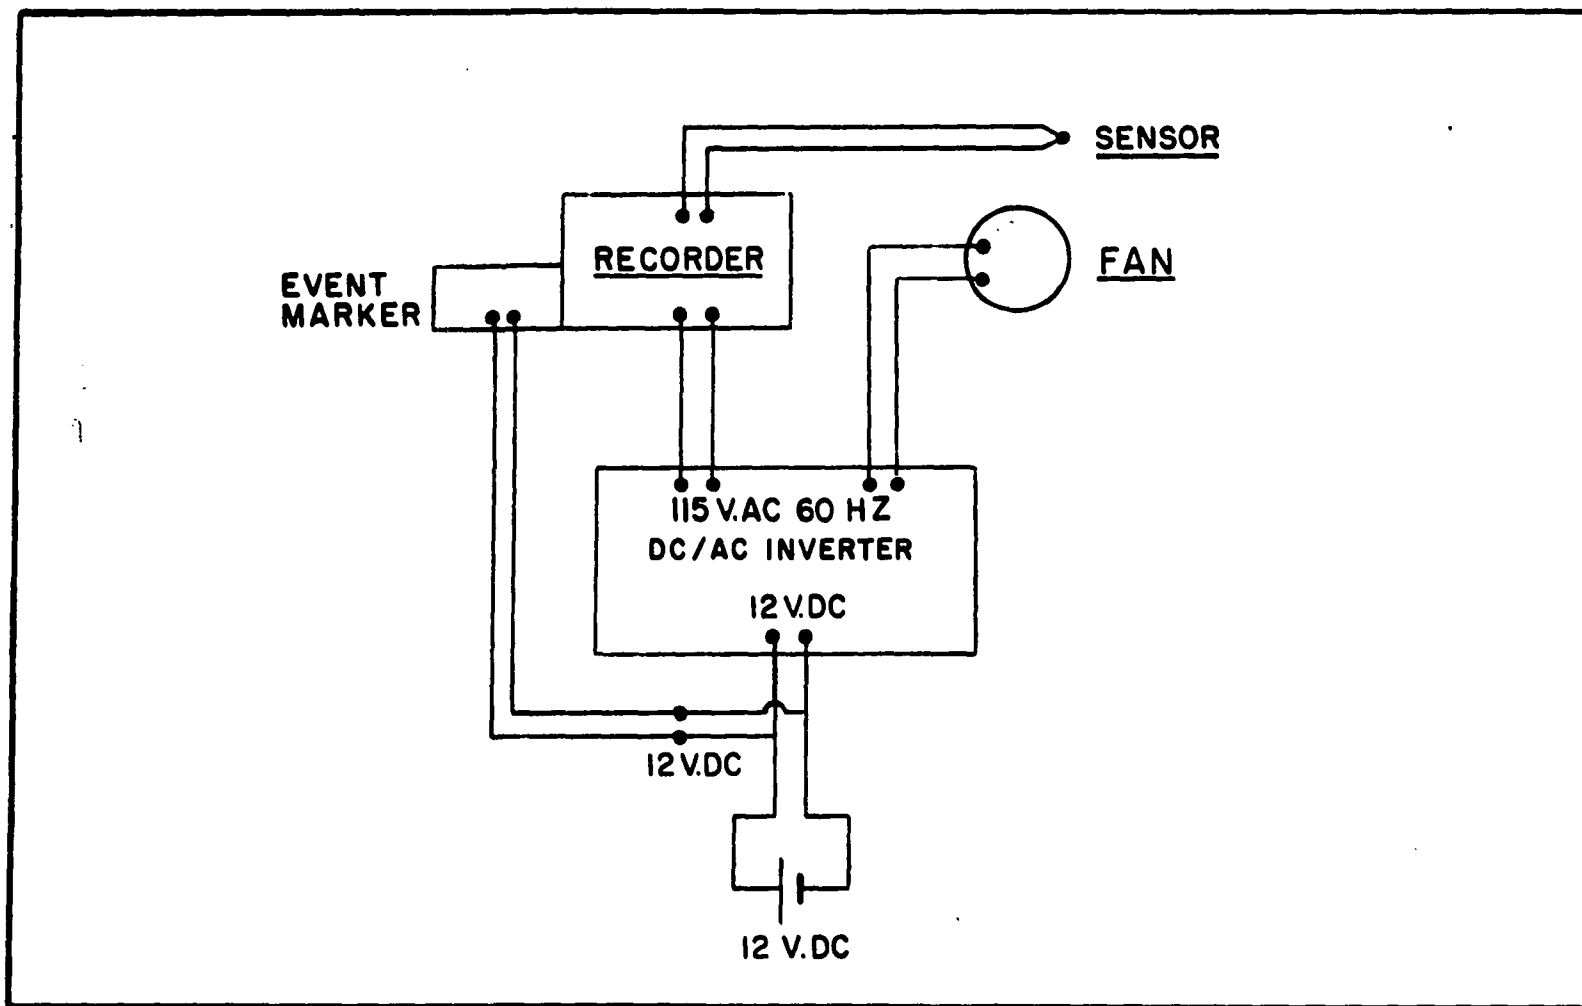 SENSOR
RECORDER
FAN
EVENT
MARKER
115 V.AC 60 HZ
DC/AC INVERTER
12 V.DC
12 V.DC
12 V.DC